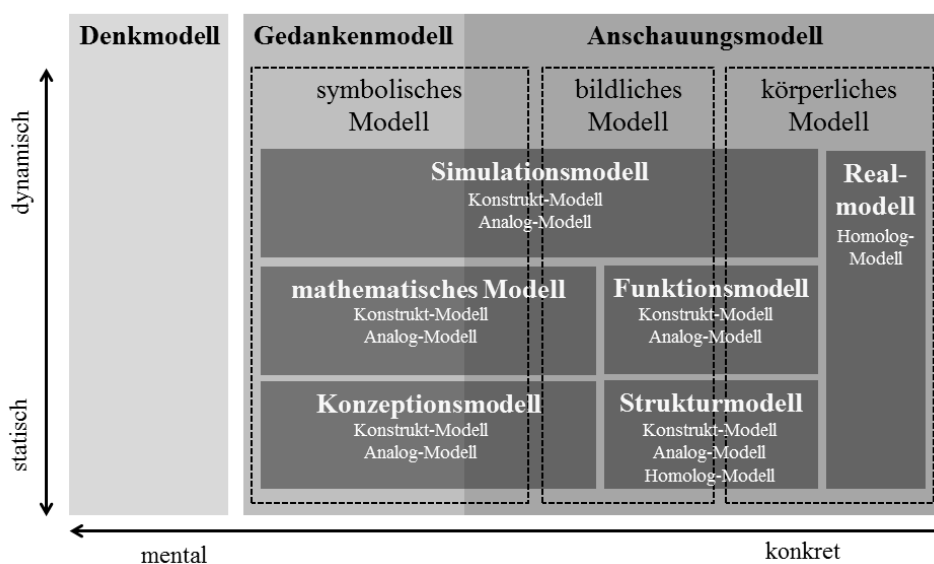 Denkmodell
Gedankenmodell
Anschauungsmodell
dynamisch
statisch
symbolisches
Modell
bildliches
Modell
körperliches
Modell
Simulationsmodell
Konstrukt-Modell
Analog-Modell
Real-
modell
Homolog-
Modell
mathematisches Modell
Konstrukt-Modell
Analog-Modell
Funktionsmodell
Konstrukt-Modell
Analog-Modell
Konzeptionsmodell
Konstrukt-Modell
Analog-Modell
Strukturmodell
Konstrukt-Modell
Analog-Modell
Homolog-Modell
mental
konkret